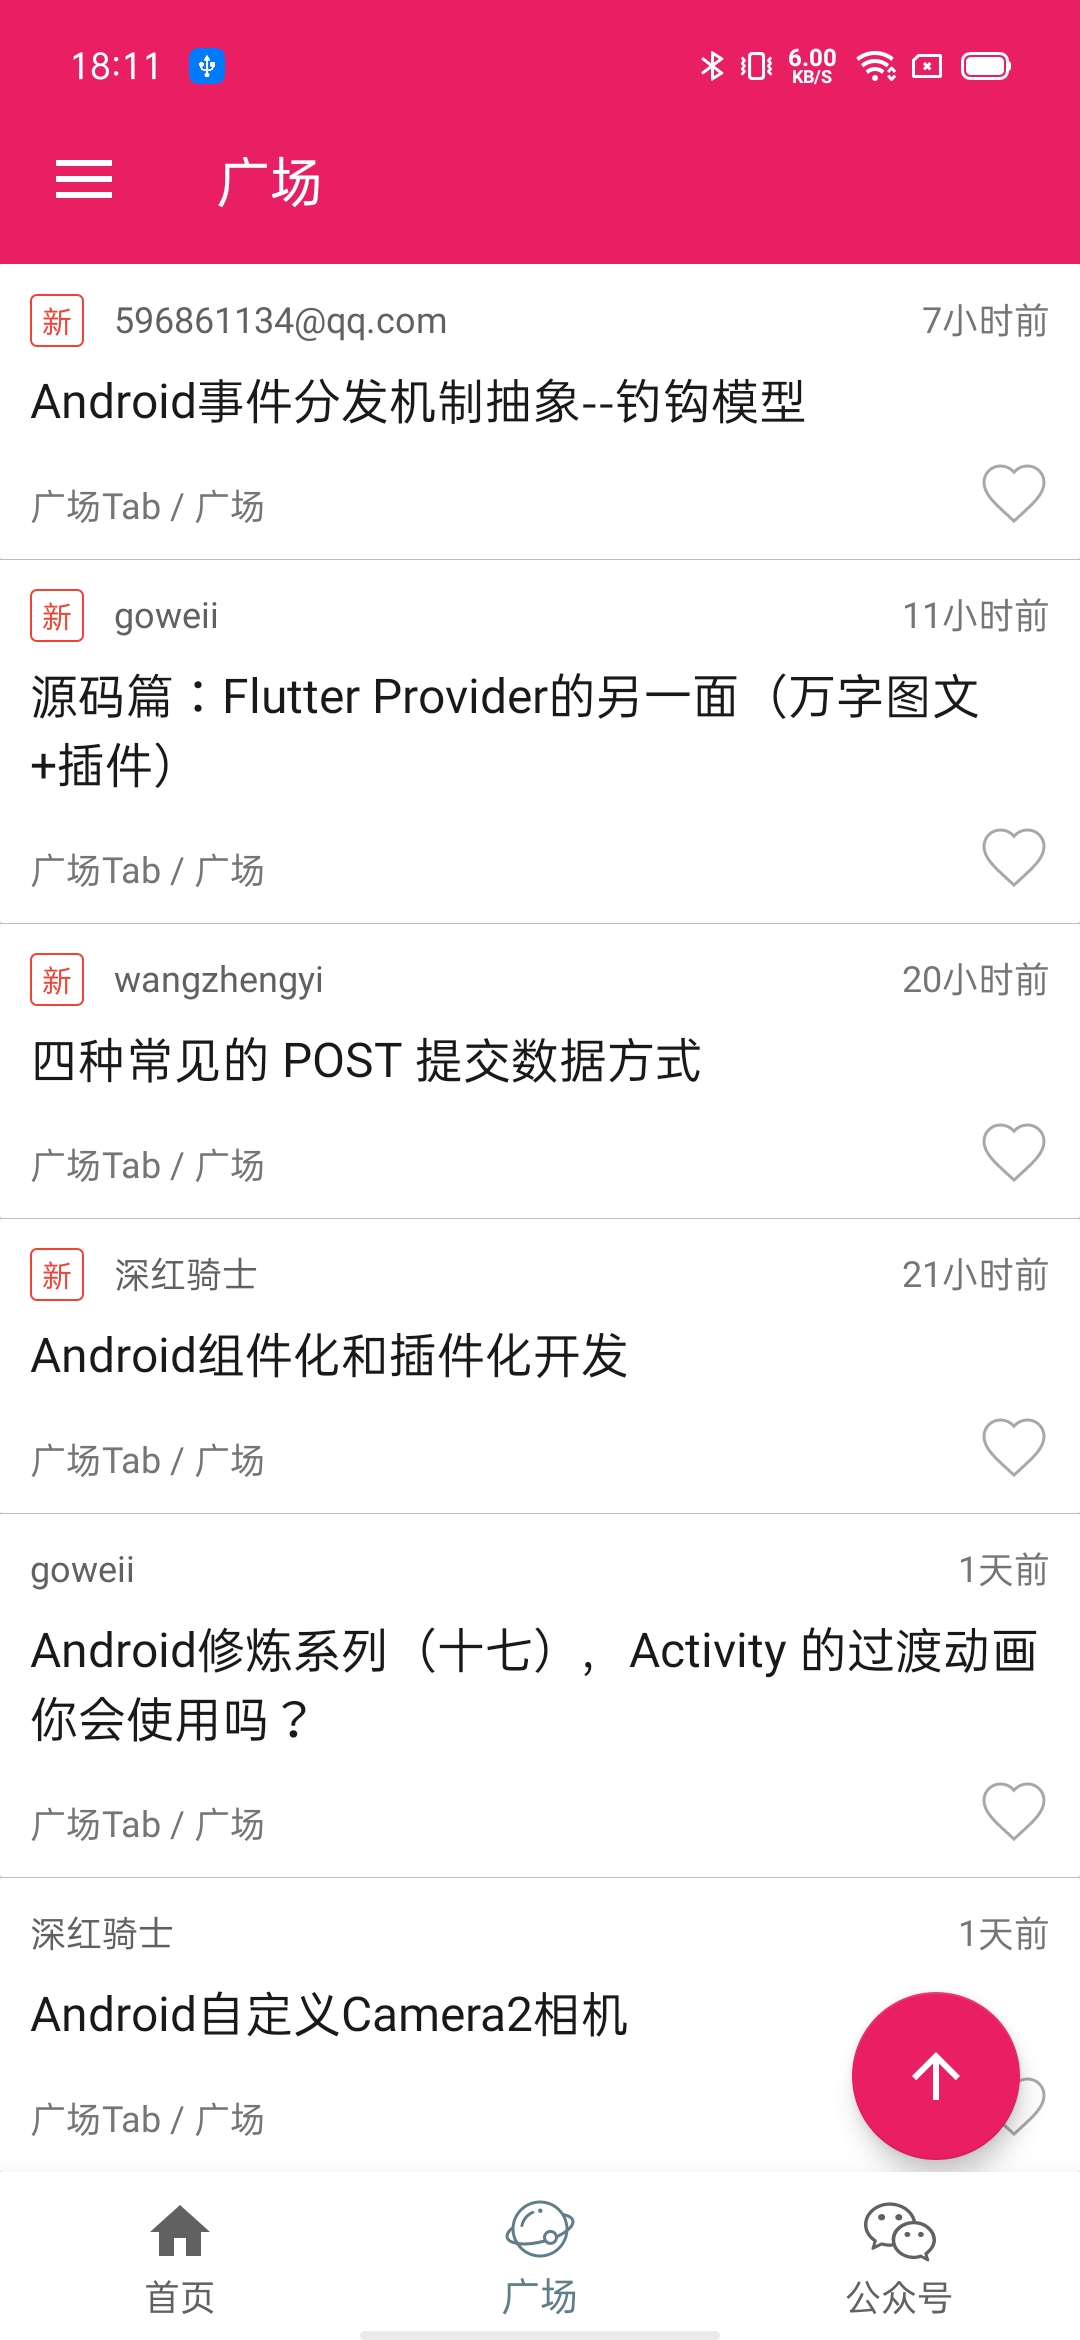 18:11
6.00
KB/S
广场
新 596861134@qq.com 7小时前
Android事件分发机制抽象--钓钩模型
广场Tab / 广场
新 goweii 11小时前
源码篇：Flutter Provider的另一面（万字图文
+插件）
广场Tab / 广场
新 wangzhengyi 20小时前
四种常见的 POST 提交数据方式
广场Tab / 广场
新 深红骑士 21小时前
Android组件化和插件化开发
广场Tab / 广场
goweii 1天前
Android修炼系列（十七），Activity 的过渡动画
你会使用吗？
广场Tab / 广场
深红骑士 1天前
Android自定义Camera2相机
广场Tab / 广场
首页 广场 公众号